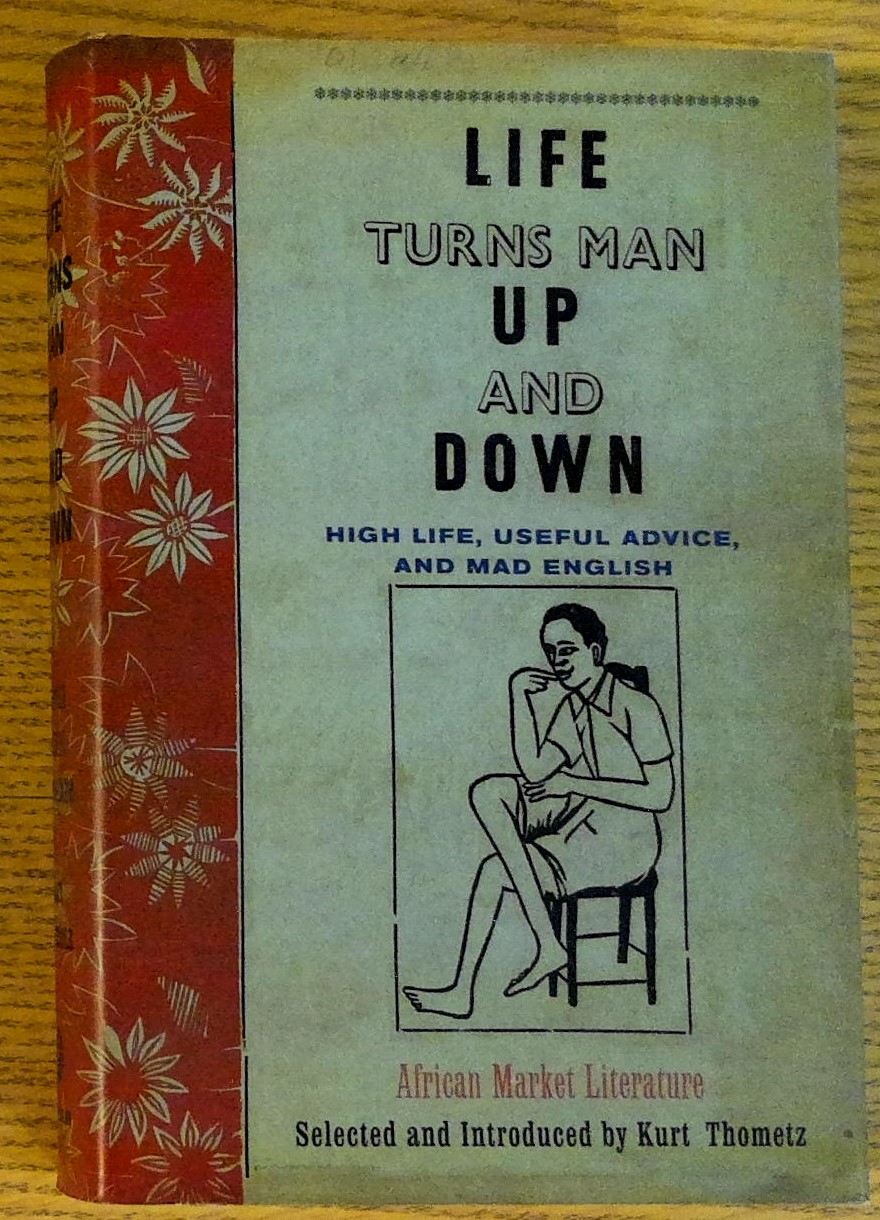 LIFE
TURNS MAN
UP
AND
DOWN
HIGH LIFE, USEFUL ADVICE,
AND MAD ENGLISH
African Market Literature
Selected and Introduced by Kurt Thometz